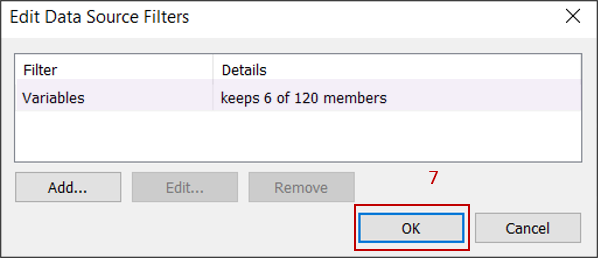 Edit Data Source Filters
Filter Details
Variables keeps 6 of 120 members
Add... Edit... Remove
7
OK Cancel